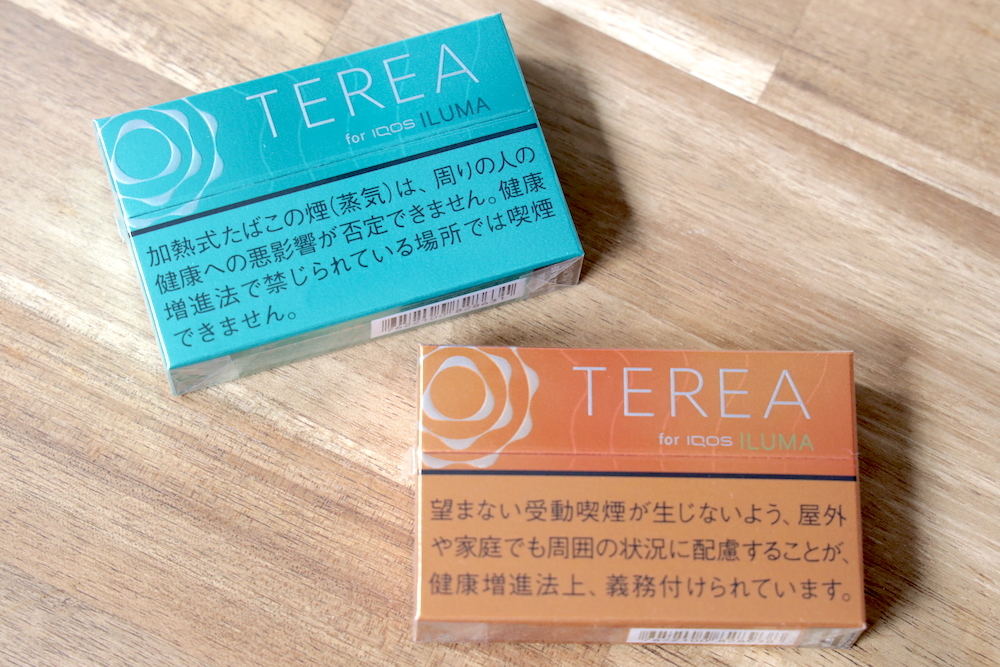 TEREA
for IQOS ILUMA
加熱式たばこの煙(蒸気)は、周りの人の
健康への悪影響が否定できません。健康
増進法で禁じられている場所では喫煙
できません。
TEREA
for IQOS ILUMA
望まない受動喫煙が生じないよう、屋外
や家庭でも周囲の状況に配慮することが、
健康増進法上、義務付けられています。